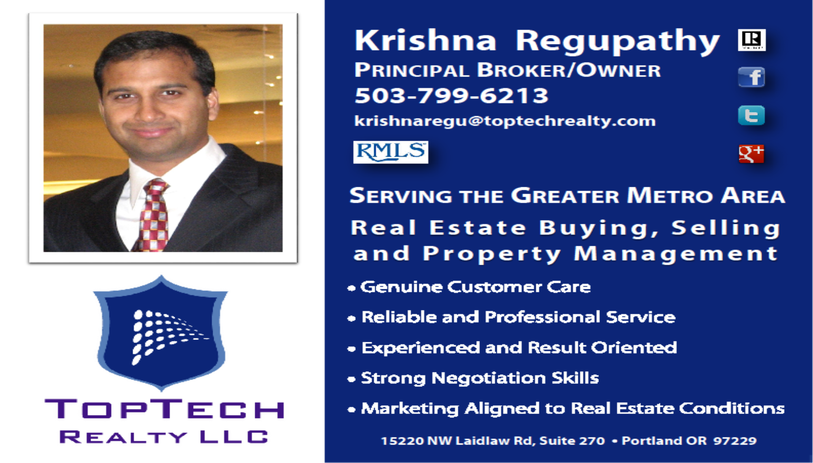 Krishna Regupathy
PRINCIPAL BROKER/OWNER
503-799-6213
krishnaregu@toptechrealty.com
RMLS
SERVING THE GREATER METRO AREA
Real Estate Buying, Selling
and Property Management
• Genuine Customer Care
• Reliable and Professional Service
• Experienced and Result Oriented
• Strong Negotiation Skills
• Marketing Aligned to Real Estate Conditions
15220 NW Laidlaw Rd, Suite 270 • Portland OR 97229
TOPTECH
REALTY LLC
R
f
t
g+